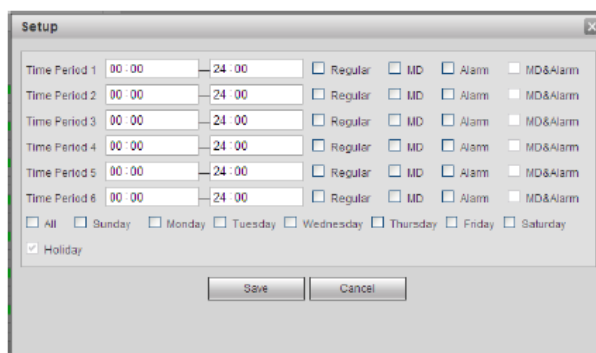 Setup
Time Period 1 00:00 — 24:00 Regular MD Alarm MD&Alarm
Time Period 2 00:00 — 24:00 Regular MD Alarm MD&Alarm
Time Period 3 00:00 — 24:00 Regular MD Alarm MD&Alarm
Time Period 4 00:00 — 24:00 Regular MD Alarm MD&Alarm
Time Period 5 00:00 — 24:00 Regular MD Alarm MD&Alarm
Time Period 6 00:00 — 24:00 Regular MD Alarm MD&Alarm
All Sunday Monday Tuesday Wednesday Thursday Friday Saturday
Holiday
Save Cancel